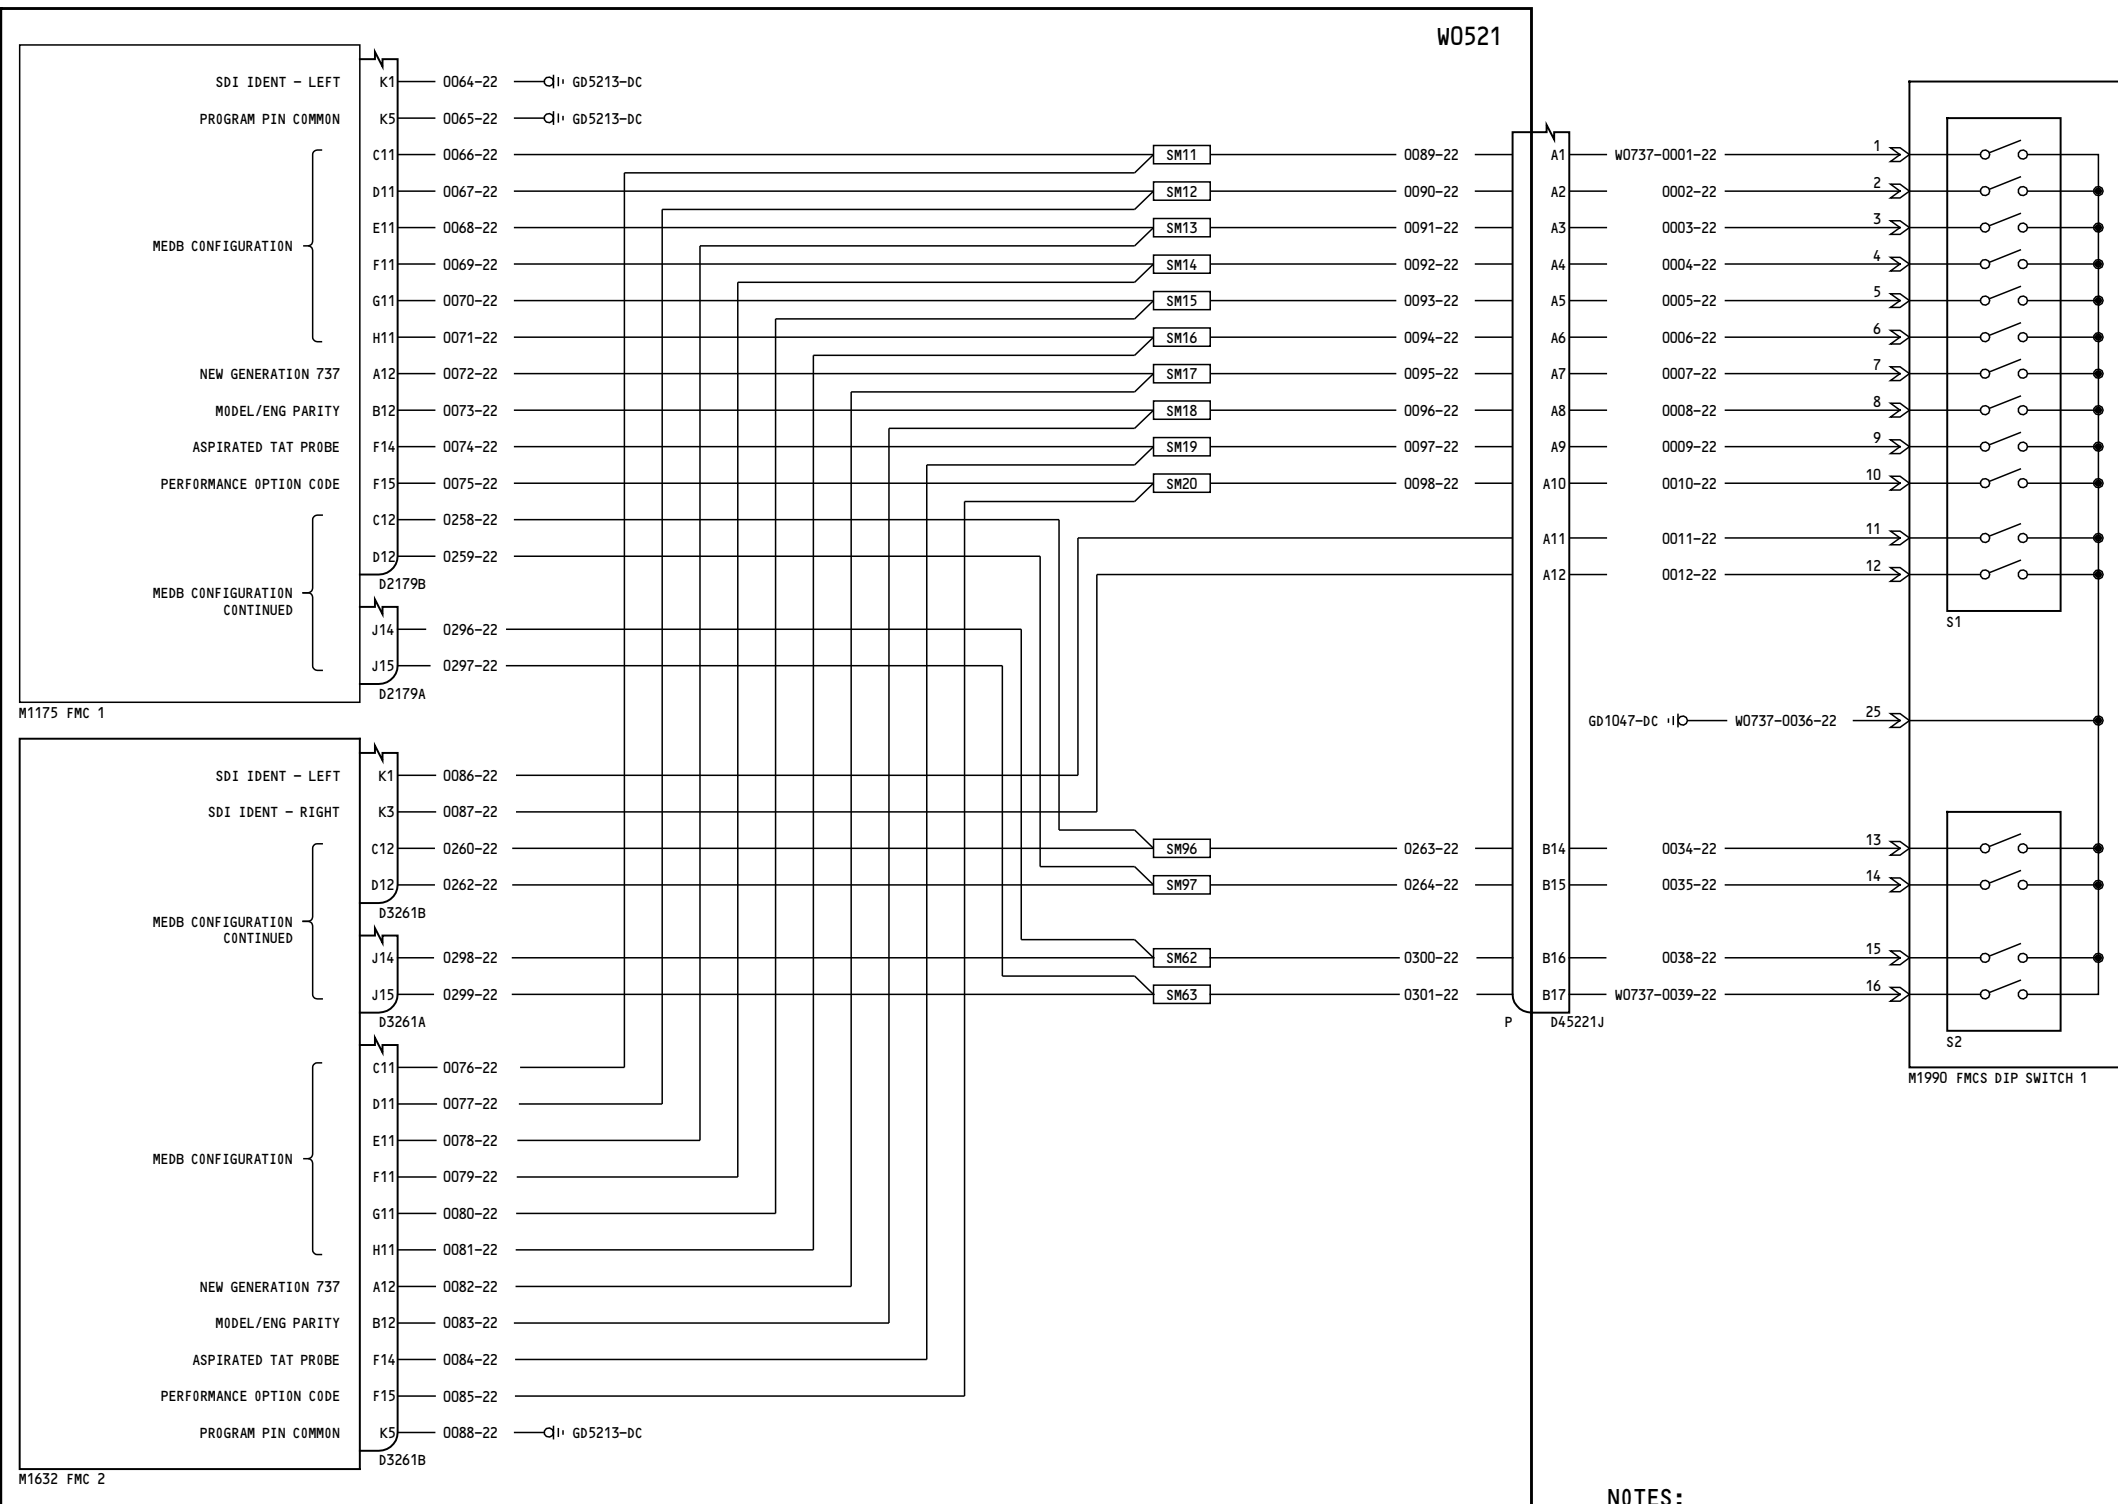 W0521
SDI IDENT – LEFT K1 0064–22 GD5213–DC
PROGRAM PIN COMMON K5 0065–22 GD5213–DC
C11 0066–22 SM11 0089–22 A1 W0737–0001–22 1
D11 0067–22 SM12 0090–22 A2 0002–22 2
E11 0068–22 SM13 0091–22 A3 0003–22 3
MEDB CONFIGURATION
F11 0069–22 SM14 0092–22 A4 0004–22 4
G11 0070–22 SM15 0093–22 A5 0005–22 5
H11 0071–22 SM16 0094–22 A6 0006–22 6
NEW GENERATION 737 A12 0072–22 SM17 0095–22 A7 0007–22 7
MODEL/ENG PARITY B12 0073–22 SM18 0096–22 A8 0008–22 8
ASPIRATED TAT PROBE F14 0074–22 SM19 0097–22 A9 0009–22 9
PERFORMANCE OPTION CODE F15 0075–22 SM20 0098–22 A10 0010–22 10
C12 0258–22
A11 0011–22 11
D12 0259–22
A12 0012–22 12
D2179B
MEDB CONFIGURATION
CONTINUED
S1
J14 0296–22
J15 0297–22
D2179A
M1175 FMC 1
GD1047–DC W0737–0036–22 25
SDI IDENT – LEFT K1 0086–22
SDI IDENT – RIGHT K3 0087–22
C12 0260–22 SM96 0263–22 B14 0034–22 13
D12 0262–22 SM97 0264–22 B15 0035–22 14
D3261B
MEDB CONFIGURATION
CONTINUED
J14 0298–22 SM62 0300–22 B16 0038–22 15
J15 0299–22 SM63 0301–22 B17 W0737–0039–22 16
D3261A P D45221J
S2
C11 0076–22
M1990 FMCS DIP SWITCH 1
D11 0077–22
E11 0078–22
MEDB CONFIGURATION
F11 0079–22
G11 0080–22
H11 0081–22
NEW GENERATION 737 A12 0082–22
MODEL/ENG PARITY B12 0083–22
ASPIRATED TAT PROBE F14 0084–22
PERFORMANCE OPTION CODE F15 0085–22
PROGRAM PIN COMMON K5 0088–22 GD5213–DC
D3261B
M1632 FMC 2
NOTES: